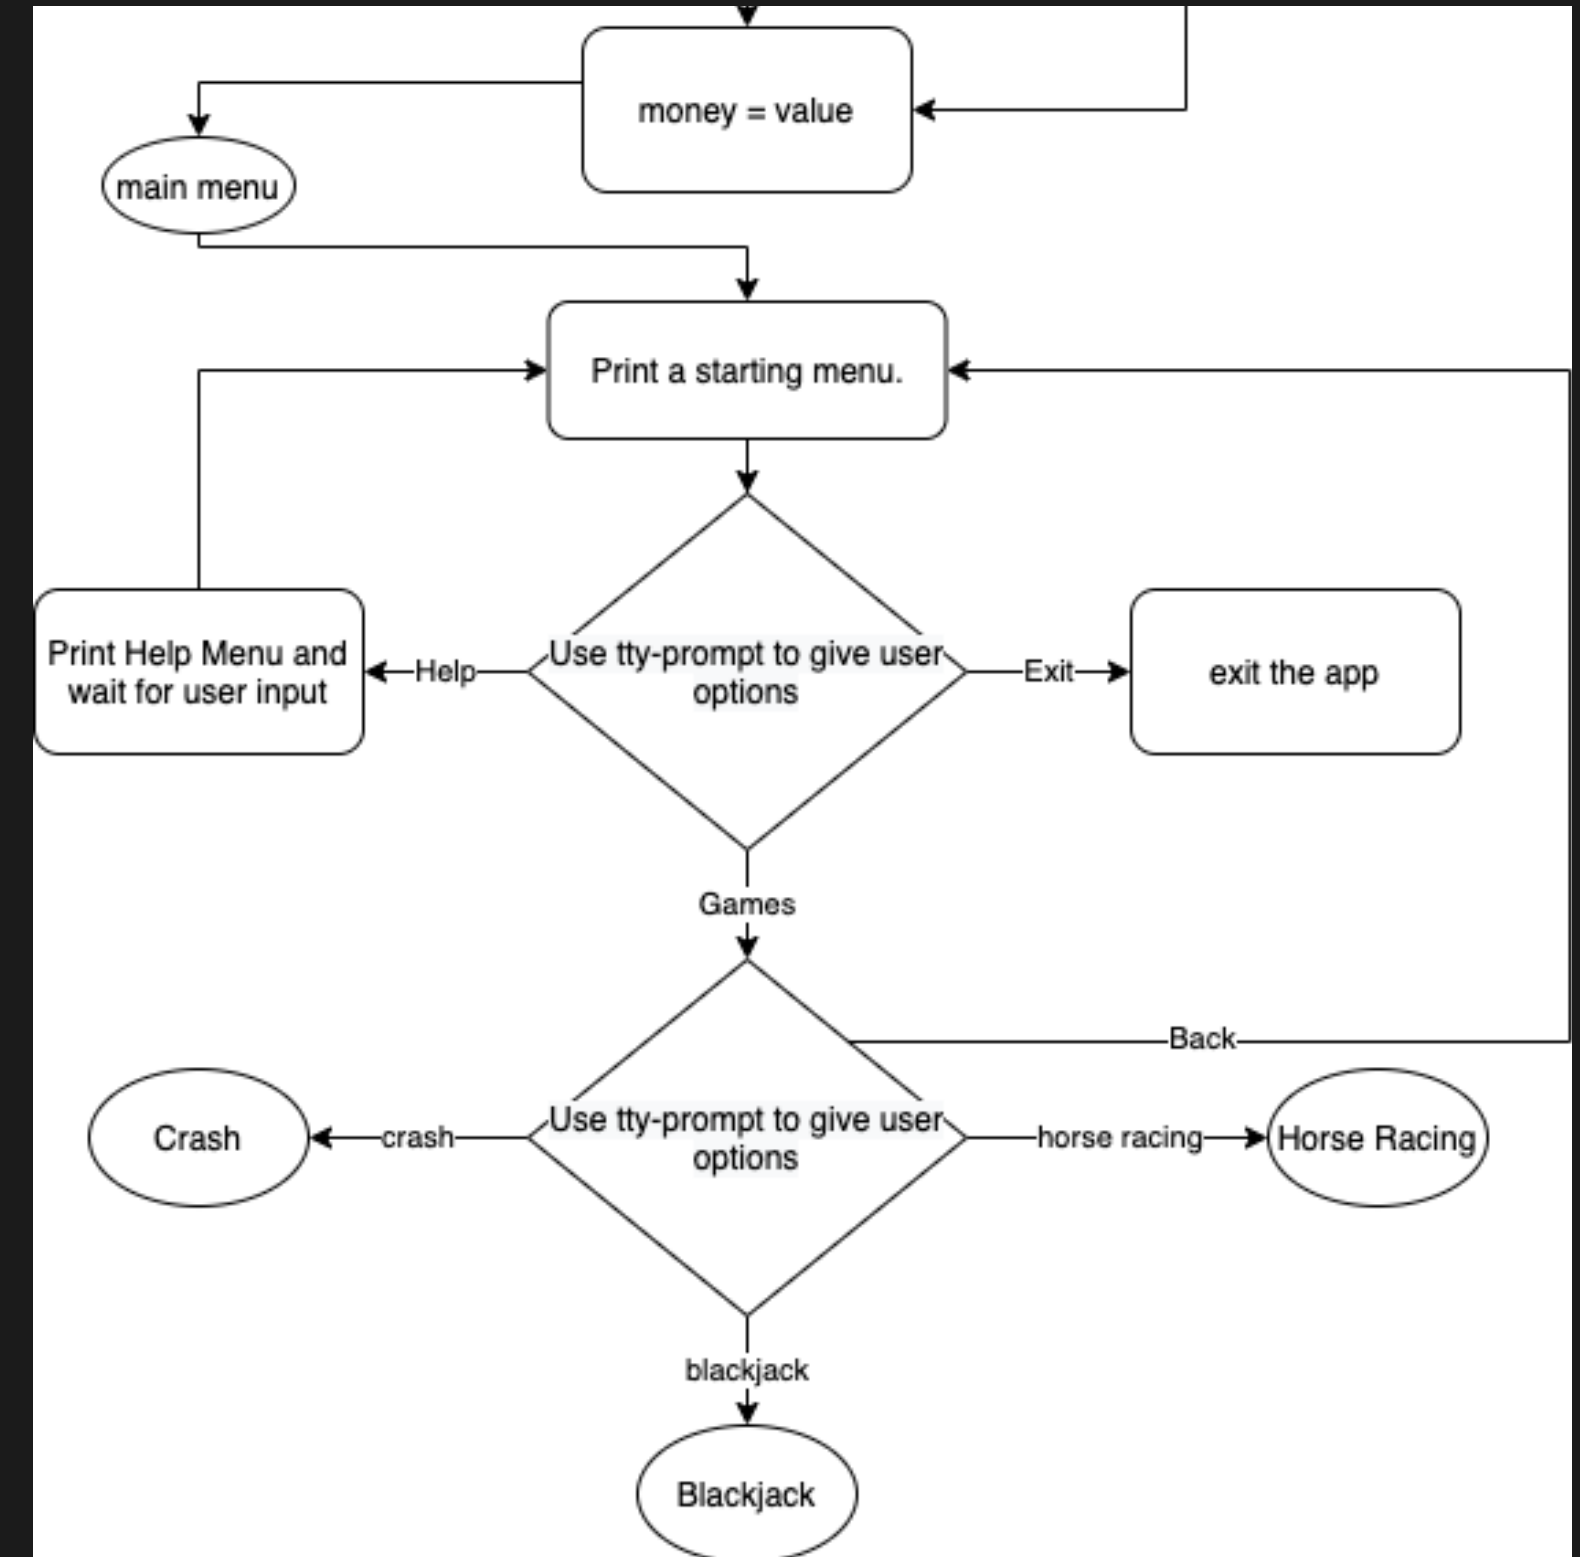 money = value
main menu
Print a starting menu.
Print Help Menu and
wait for user input
Help
Use tty-prompt to give user
options
Exit
exit the app
Games
Back
Crash
crash
Use tty-prompt to give user
options
horse racing
Horse Racing
blackjack
Blackjack